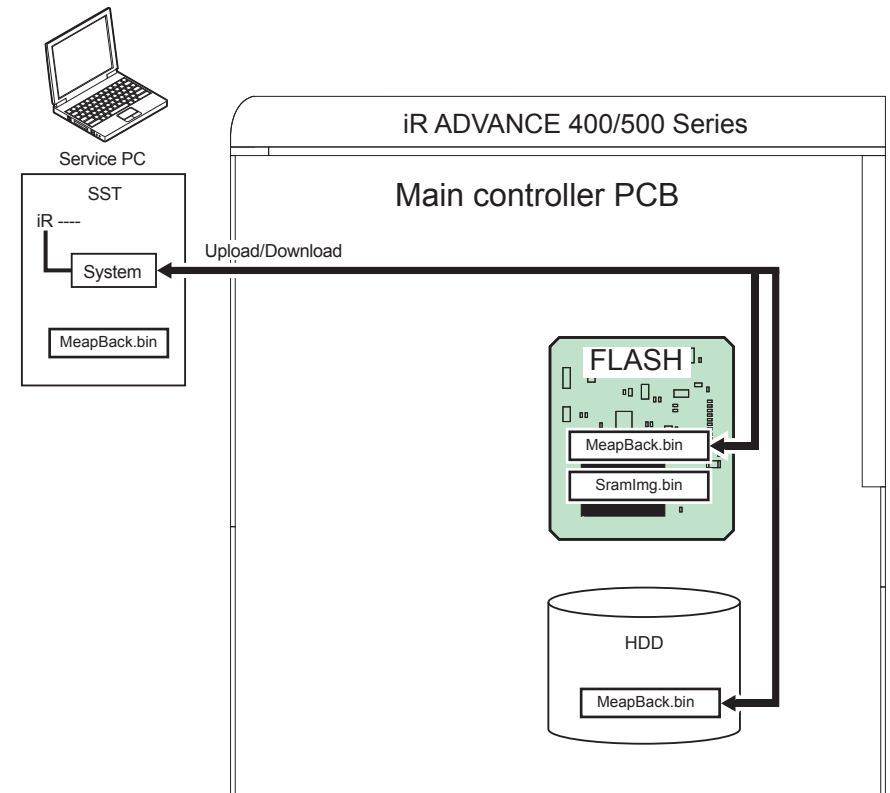 iR ADVANCE 400/500 Series
Service PC
SST
Main controller PCB
iR ----
Upload/Download
System
MeapBack.bin
FLASH
MeapBack.bin
SramImg.bin
HDD
MeapBack.bin